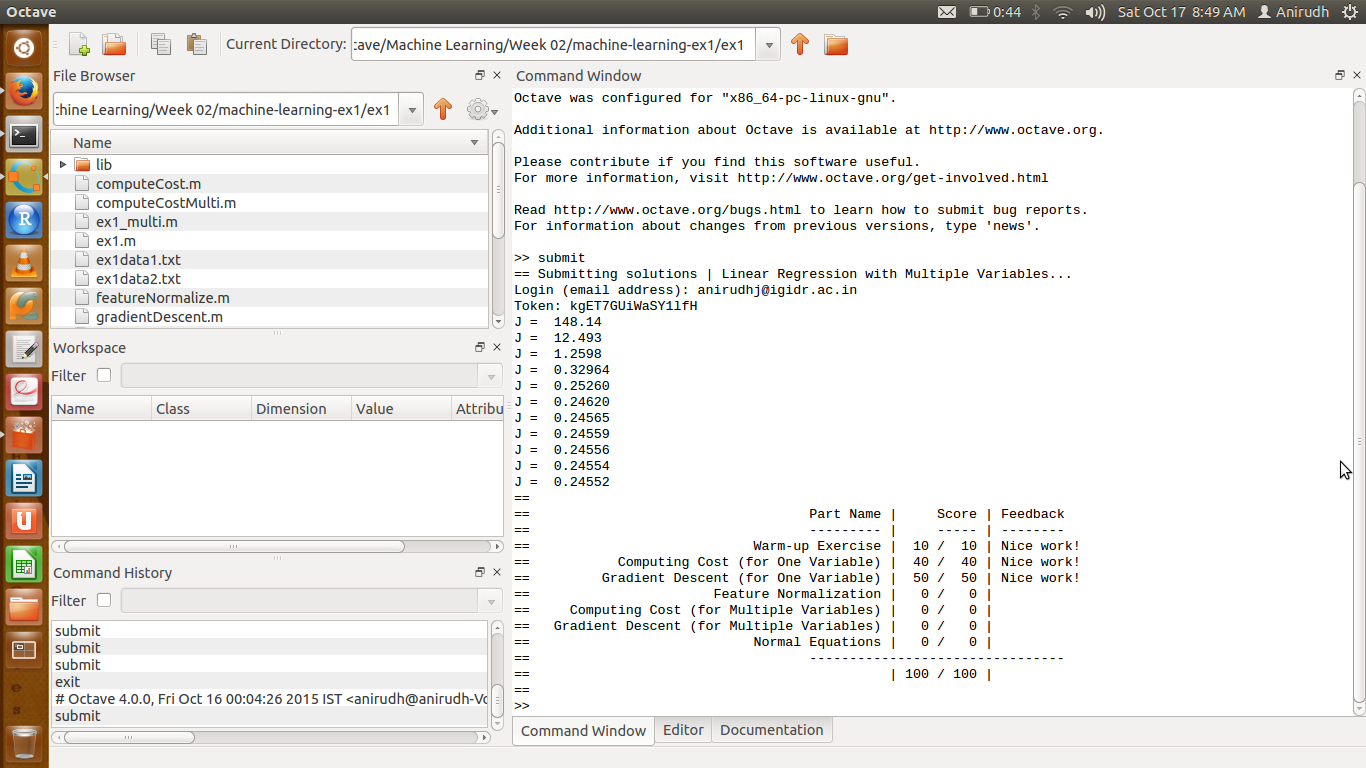 Octave
0:44
Sat Oct 17 8:49 AM
Anirudh
Current Directory:
:ave/Machine Learning/Week 02/machine-learning-ex1/ex1
File Browser
:hine Learning/Week 02/machine-learning-ex1/ex1
Name
lib
computeCost.m
computeCostMulti.m
ex1_multi.m
ex1.m
ex1data1.txt
ex1data2.txt
featureNormalize.m
gradientDescent.m
Workspace
Filter
Name Class Dimension Value Attribu
Command History
Filter
submit
submit
submit
exit
# Octave 4.0.0, Fri Oct 16 00:04:26 2015 IST <anirudh@anirudh-Vo
submit
Command Window
Octave was configured for "x86_64-pc-linux-gnu".
Additional information about Octave is available at http://www.octave.org.
Please contribute if you find this software useful.
For more information, visit http://www.octave.org/get-involved.html
Read http://www.octave.org/bugs.html to learn how to submit bug reports.
For information about changes from previous versions, type 'news'.
>> submit
== Submitting solutions | Linear Regression with Multiple Variables...
Login (email address): anirudhj@igidr.ac.in
Token: kgET7GUiWaSY1lfH
J =  148.14
J =  12.493
J =  1.2598
J =  0.32964
J =  0.25260
J =  0.24620
J =  0.24565
J =  0.24559
J =  0.24556
J =  0.24554
J =  0.24552
==
==                                   Part Name |     Score | Feedback
==                                   --------- |     ----- | --------
==                            Warm-up Exercise |  10 /  10 | Nice work!
==           Computing Cost (for One Variable) |  40 /  40 | Nice work!
==         Gradient Descent (for One Variable) |  50 /  50 | Nice work!
==                       Feature Normalization |   0 /   0 |
==     Computing Cost (for Multiple Variables) |   0 /   0 |
==   Gradient Descent (for Multiple Variables) |   0 /   0 |
==                            Normal Equations |   0 /   0 |
==                                   --------------------------------
==                                             | 100 / 100 |
==
>>
Command Window Editor Documentation